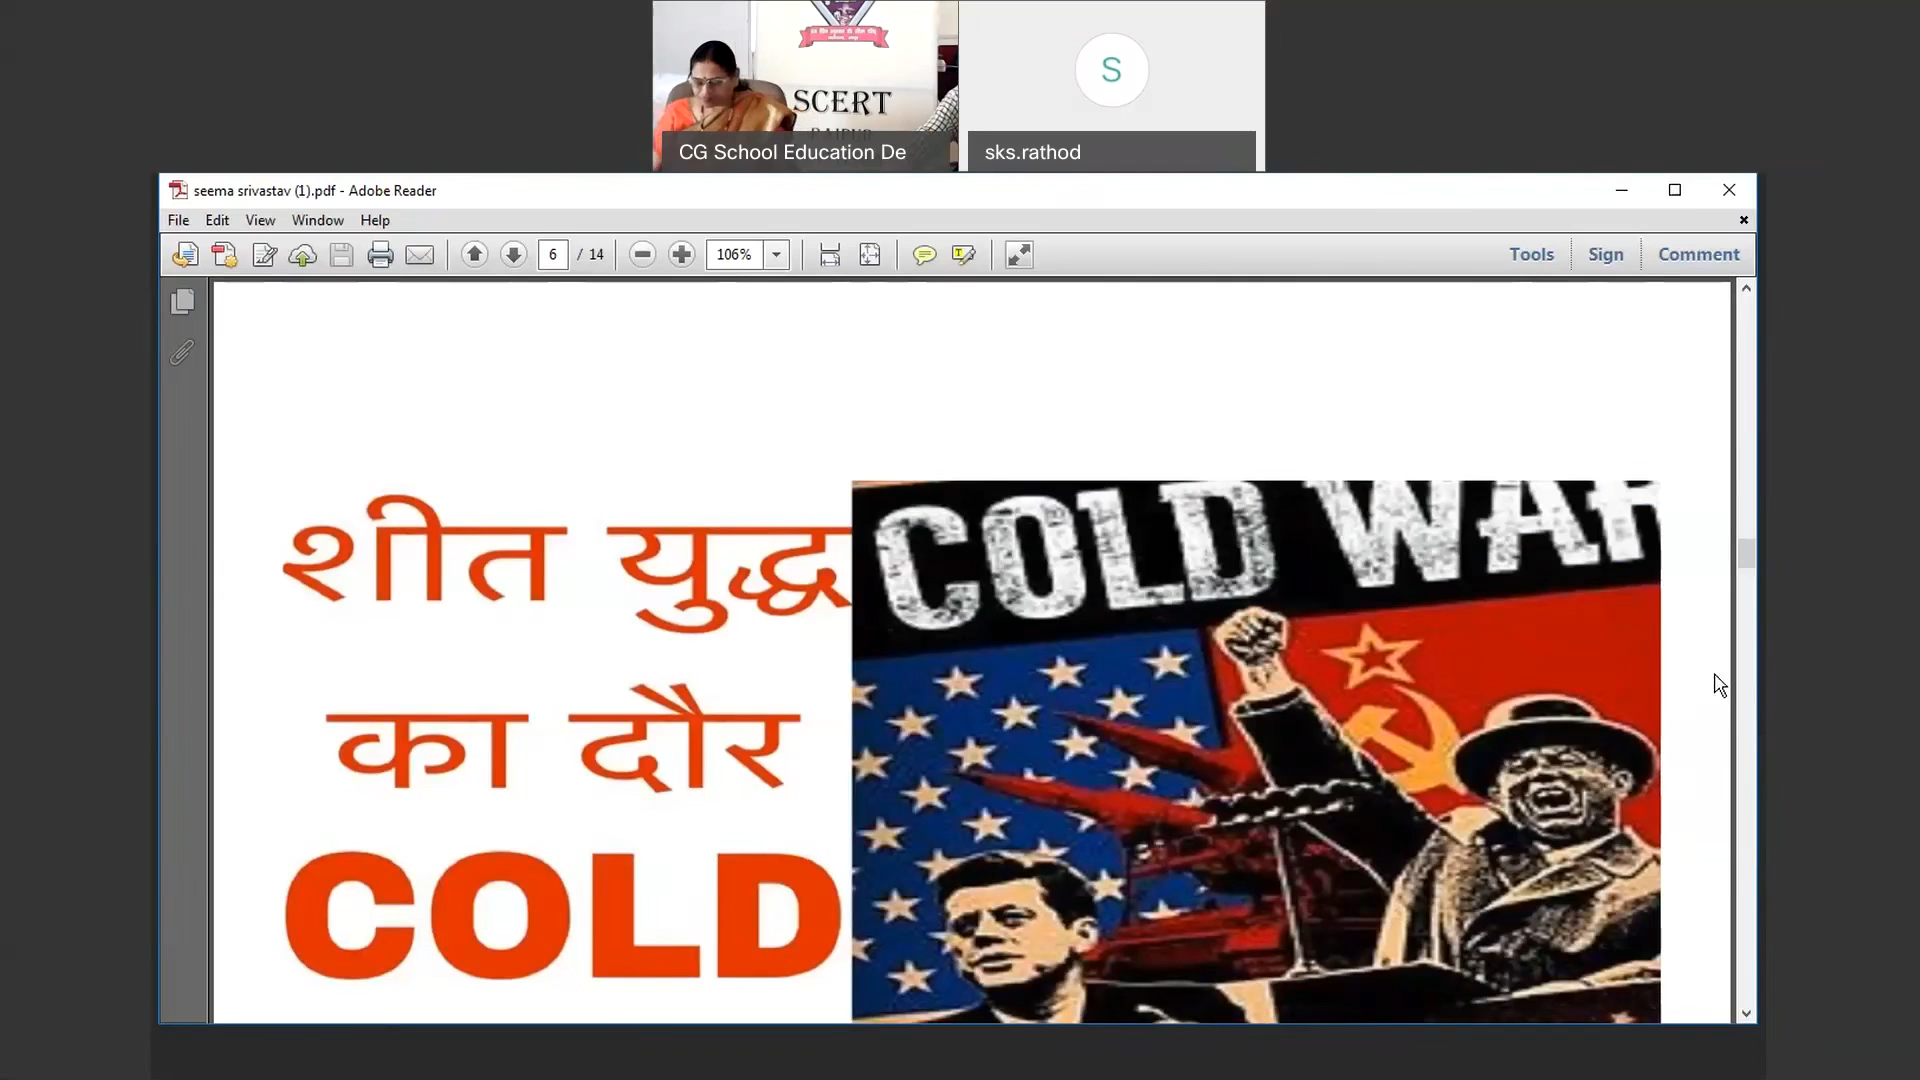 SCERT
CG School Education De
sks.rathod
S
seema srivastav (1).pdf - Adobe Reader
File Edit View Window Help
6 / 14 106% Tools Sign Comment
शीत युद्ध
का दौर
COLD
COLD WAR